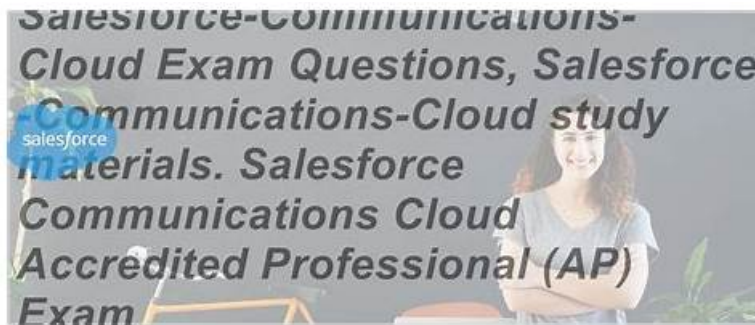 Salesforce-Communications-
Cloud Exam Questions, Salesforce
-Communications-Cloud study
salesforce
materials. Salesforce
Communications Cloud
Accredited Professional (AP)
Exam